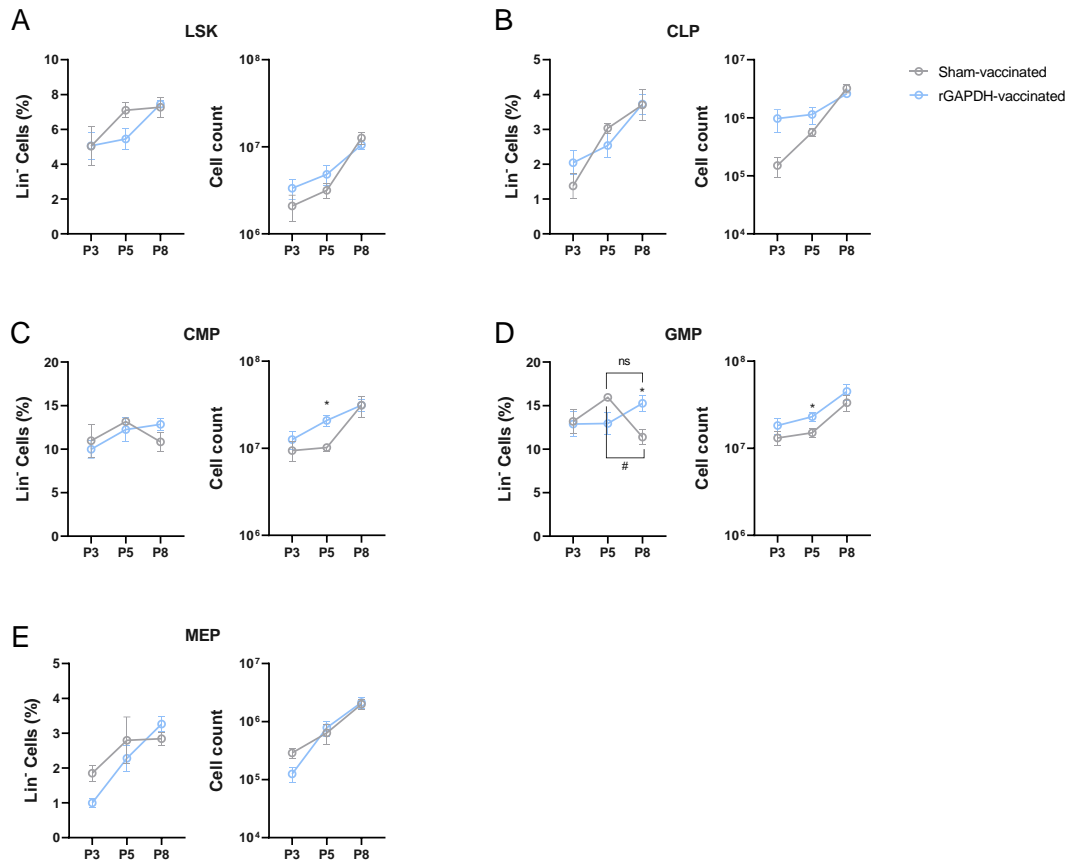 A
LSK
Lin⁻ Cells (%)
10
8
6
4
2
0
P3 P5 P8
Cell count
10⁸
10⁷
10⁶
P3 P5 P8
B
CLP
Lin⁻ Cells (%)
5
4
3
2
1
0
P3 P5 P8
Cell count
10⁷
10⁶
10⁵
10⁴
P3 P5 P8
Sham-vaccinated
rGAPDH-vaccinated
C
CMP
Lin⁻ Cells (%)
20
15
10
5
0
P3 P5 P8
Cell count
10⁸
10⁷
10⁶
*
P3 P5 P8
D
GMP
Lin⁻ Cells (%)
20
15
10
5
0
ns
*
#
P3 P5 P8
Cell count
10⁸
10⁷
10⁶
*
P3 P5 P8
E
MEP
Lin⁻ Cells (%)
5
4
3
2
1
0
P3 P5 P8
Cell count
10⁷
10⁶
10⁵
10⁴
P3 P5 P8